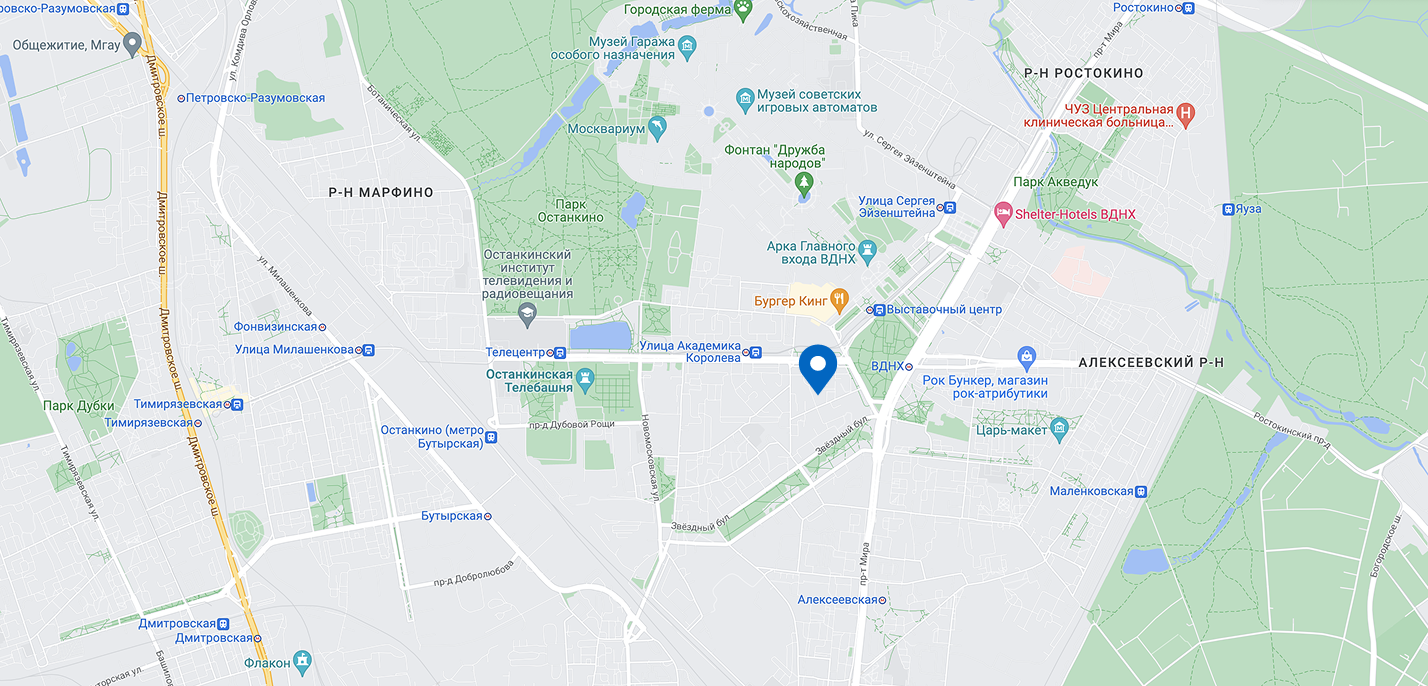 Петровско-Разумовская
Городская ферма
Ростокино
Общежитие, Мгау
ул. Комдива Орлова
Музей Гаража
особого назначения
пр-т Мира
Р-Н РОСТОКИНО
Дмитровское ш.
Петровско-Разумовская
Ботаническая ул.
Музей советских
игровых автоматов
ЧУЗ Центральная
клиническая больница...
Москвариум
ул. Сергея Эйзенштейна
Фонтан "Дружба
народов"
Р-Н МАРФИНО
Парк
Останкино
Парк Акведук
Улица Сергея
Эйзенштейна
Shelter-Hotels ВДНХ
Яуза
Дмитровское ш.
Арка Главного
входа ВДНХ
Останкинский
институт
телевидения и
радиовещания
ул. Милашенкова
Бургер Кинг
Выставочный центр
Фонвизинская
Дмитровское ш.
Тимирязевская ул.
Улица Милашенкова
Телецентр
Улица Академика
Королева
ВДНХ
АЛЕКСЕЕВСКИЙ Р-Н
Останкинская
Телебашня
Рок Бункер, магазин
рок-атрибутики
Парк Дубки
Тимирязевская
Тимирязевская
Останкино (метро
Бутырская)
пр-д Дубовой Рощи
Новомосковская ул.
Звёздный бул.
Царь-макет
Ростокинский пр-д
Дмитровское ш.
Тимирязевская ул.
Маленковская
Бутырская
Звёздный бул.
пр-т Мира
Богородское ш.
пр-д Добролюбова
Алексеевская
Дмитровская
Дмитровская
Флакон